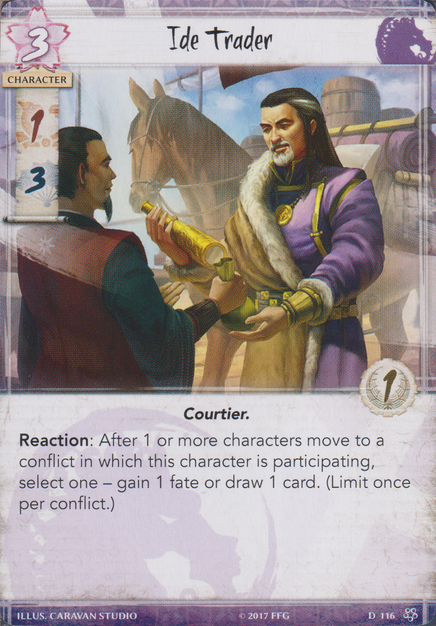 3
Ide Trader
CHARACTER
1
3
1
Courtier.
Reaction: After 1 or more characters move to a
conflict in which this character is participating,
select one – gain 1 fate or draw 1 card. (Limit once
per conflict.)
ILLUS. CARAVAN STUDIO © 2017 FFG D 116